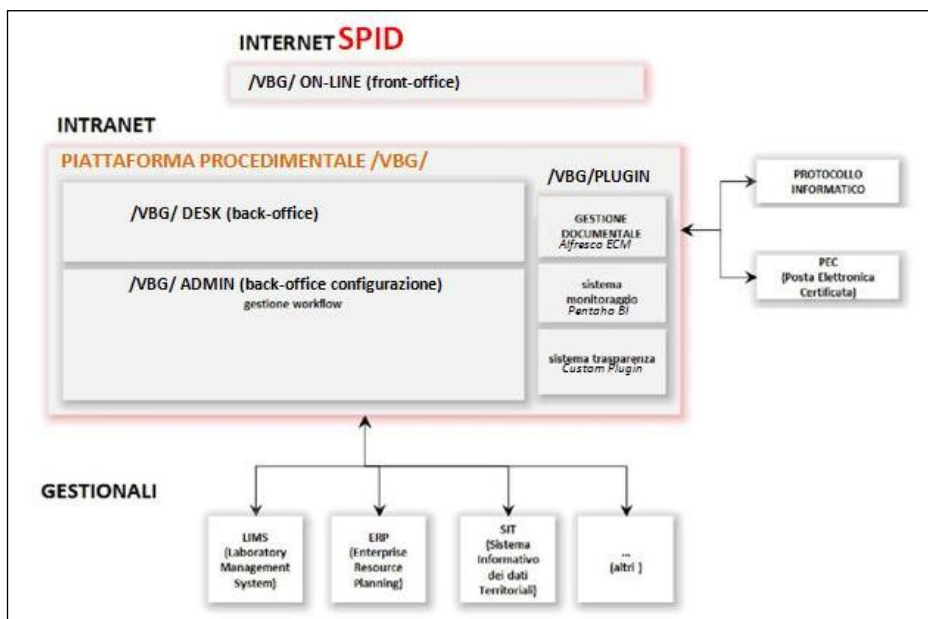 INTERNET SPID
/VBG/ ON-LINE (front-office)
INTRANET
PIATTAFORMA PROCEDIMENTALE /VBG/
/VBG/ DESK (back-office)
/VBG/ ADMIN (back-office configurazione)
gestione workflow
/VBG/PLUGIN
GESTIONE
DOCUMENTALE
Alfresco ECM
sistema
monitoraggio
Pentaho BI
sistema trasparenza
Custom Plugin
PROTOCOLLO
INFORMATICO
PEC
(Posta Elettronica
Certificata)
GESTIONALI
LIMS
(Laboratory
Management
System)
ERP
(Enterprise
Resource
Planning)
SIT
(Sistema
Informativo
dei dati
Territoriali)
...
(altri )